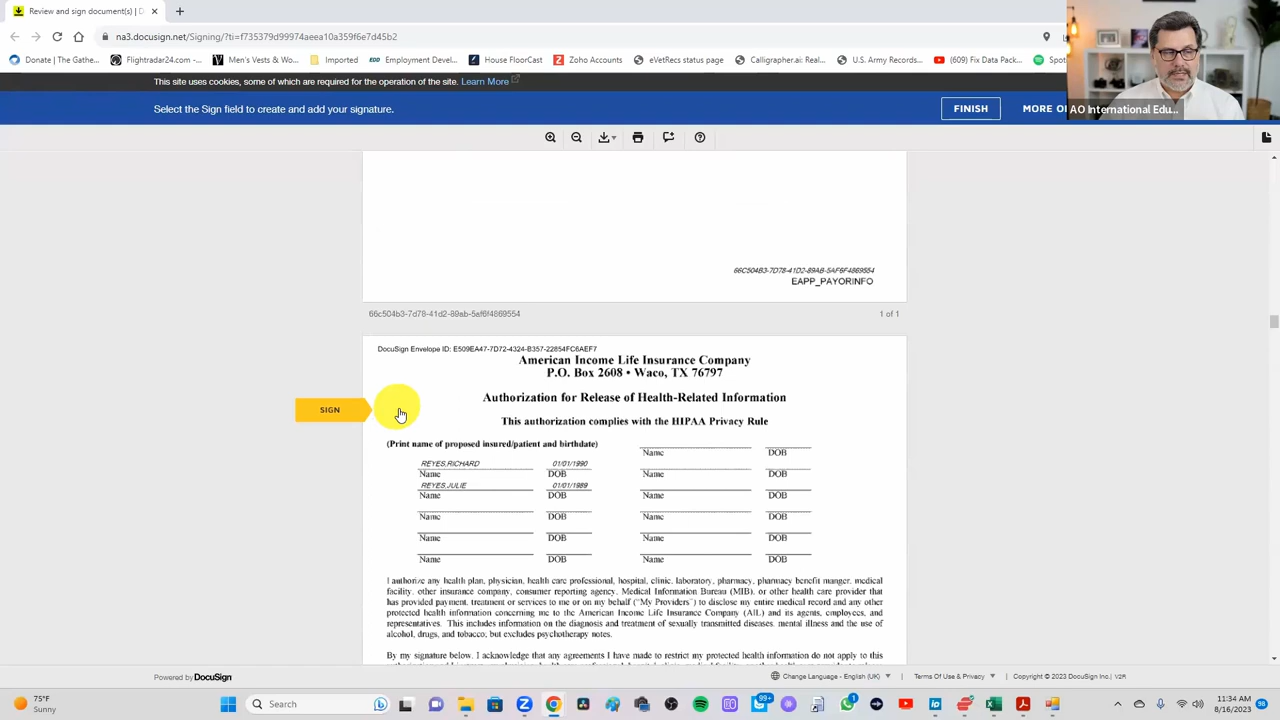 Review and sign document(s) | Do
na3.docusign.net/Signing/?ti=f735379d99974aeea10a359f6e7d45b2
Donate | The Gathe... Flightradar24.com -... Men's Vests & Wo... Imported EDD Employment Devel... House FloorCast Zoho Accounts eVetRecs status page Calligrapher.ai: Real... U.S. Army Records... (609) Fix Data Pack... Spot
This site uses cookies, some of which are required for the operation of the site. Learn More
Select the Sign field to create and add your signature. FINISH MORE O
AO International Edu...
66C504B3-7D78-41D2-89AB-5AF6F4869554
EAPP_PAYORINFO
66c504b3-7d78-41d2-89ab-5af6f4869554 1 of 1
DocuSign Envelope ID: E509EA47-7D72-4324-B357-22854FC6AEF7
American Income Life Insurance Company
P.O. Box 2608 • Waco, TX 76797
Authorization for Release of Health-Related Information
SIGN
This authorization complies with the HIPAA Privacy Rule
(Print name of proposed insured/patient and birthdate)
Name DOB
REYES,RICHARD 01/01/1990
Name DOB Name DOB
REYES,JULIE 01/01/1989
Name DOB Name DOB
Name DOB Name DOB
Name DOB Name DOB
Name DOB Name DOB
I authorize any health plan, physician, health care professional, hospital, clinic, laboratory, pharmacy, pharmacy benefit manger, medical
facility, other insurance company, consumer reporting agency, Medical Information Bureau (MIB), or other health care provider that
has provided payment, treatment or services to me or on my behalf ("My Providers") to disclose my entire medical record and any other
protected health information concerning me to the American Income Life Insurance Company (AIL) and its agents, employees, and
representatives. This includes information on the diagnosis and treatment of sexually transmitted diseases, mental illness and the use of
alcohol, drugs, and tobacco; but excludes psychotherapy notes.
By my signature below, I acknowledge that any agreements I have made to restrict my protected health information do not apply to this
Powered by DocuSign Change Language - English (UK) Terms Of Use & Privacy Copyright © 2023 DocuSign Inc. V2R
75°F
Sunny
Search
99+
11:34 AM
8/16/2023
98